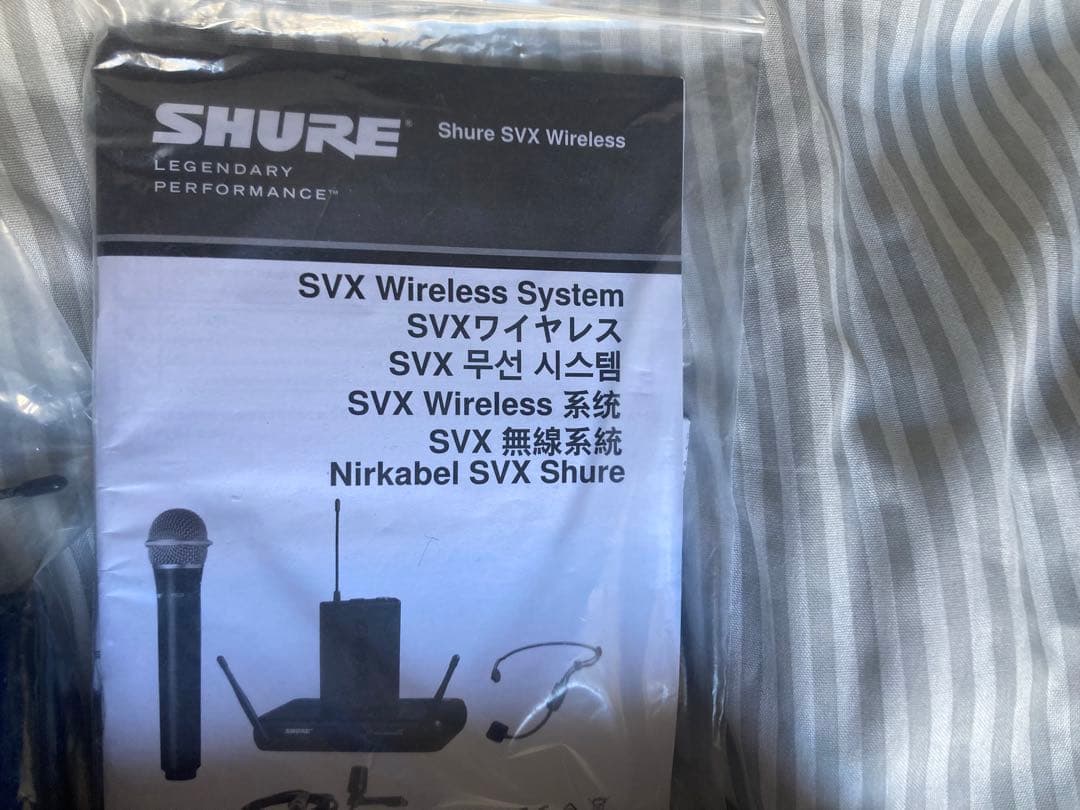 SHURE®
Shure SVX Wireless
LEGENDARY
PERFORMANCE™
SVX Wireless System
SVXワイヤレス
SVX 무선 시스템
SVX Wireless 系统
SVX 無線系統
Nirkabel SVX Shure
SHURE